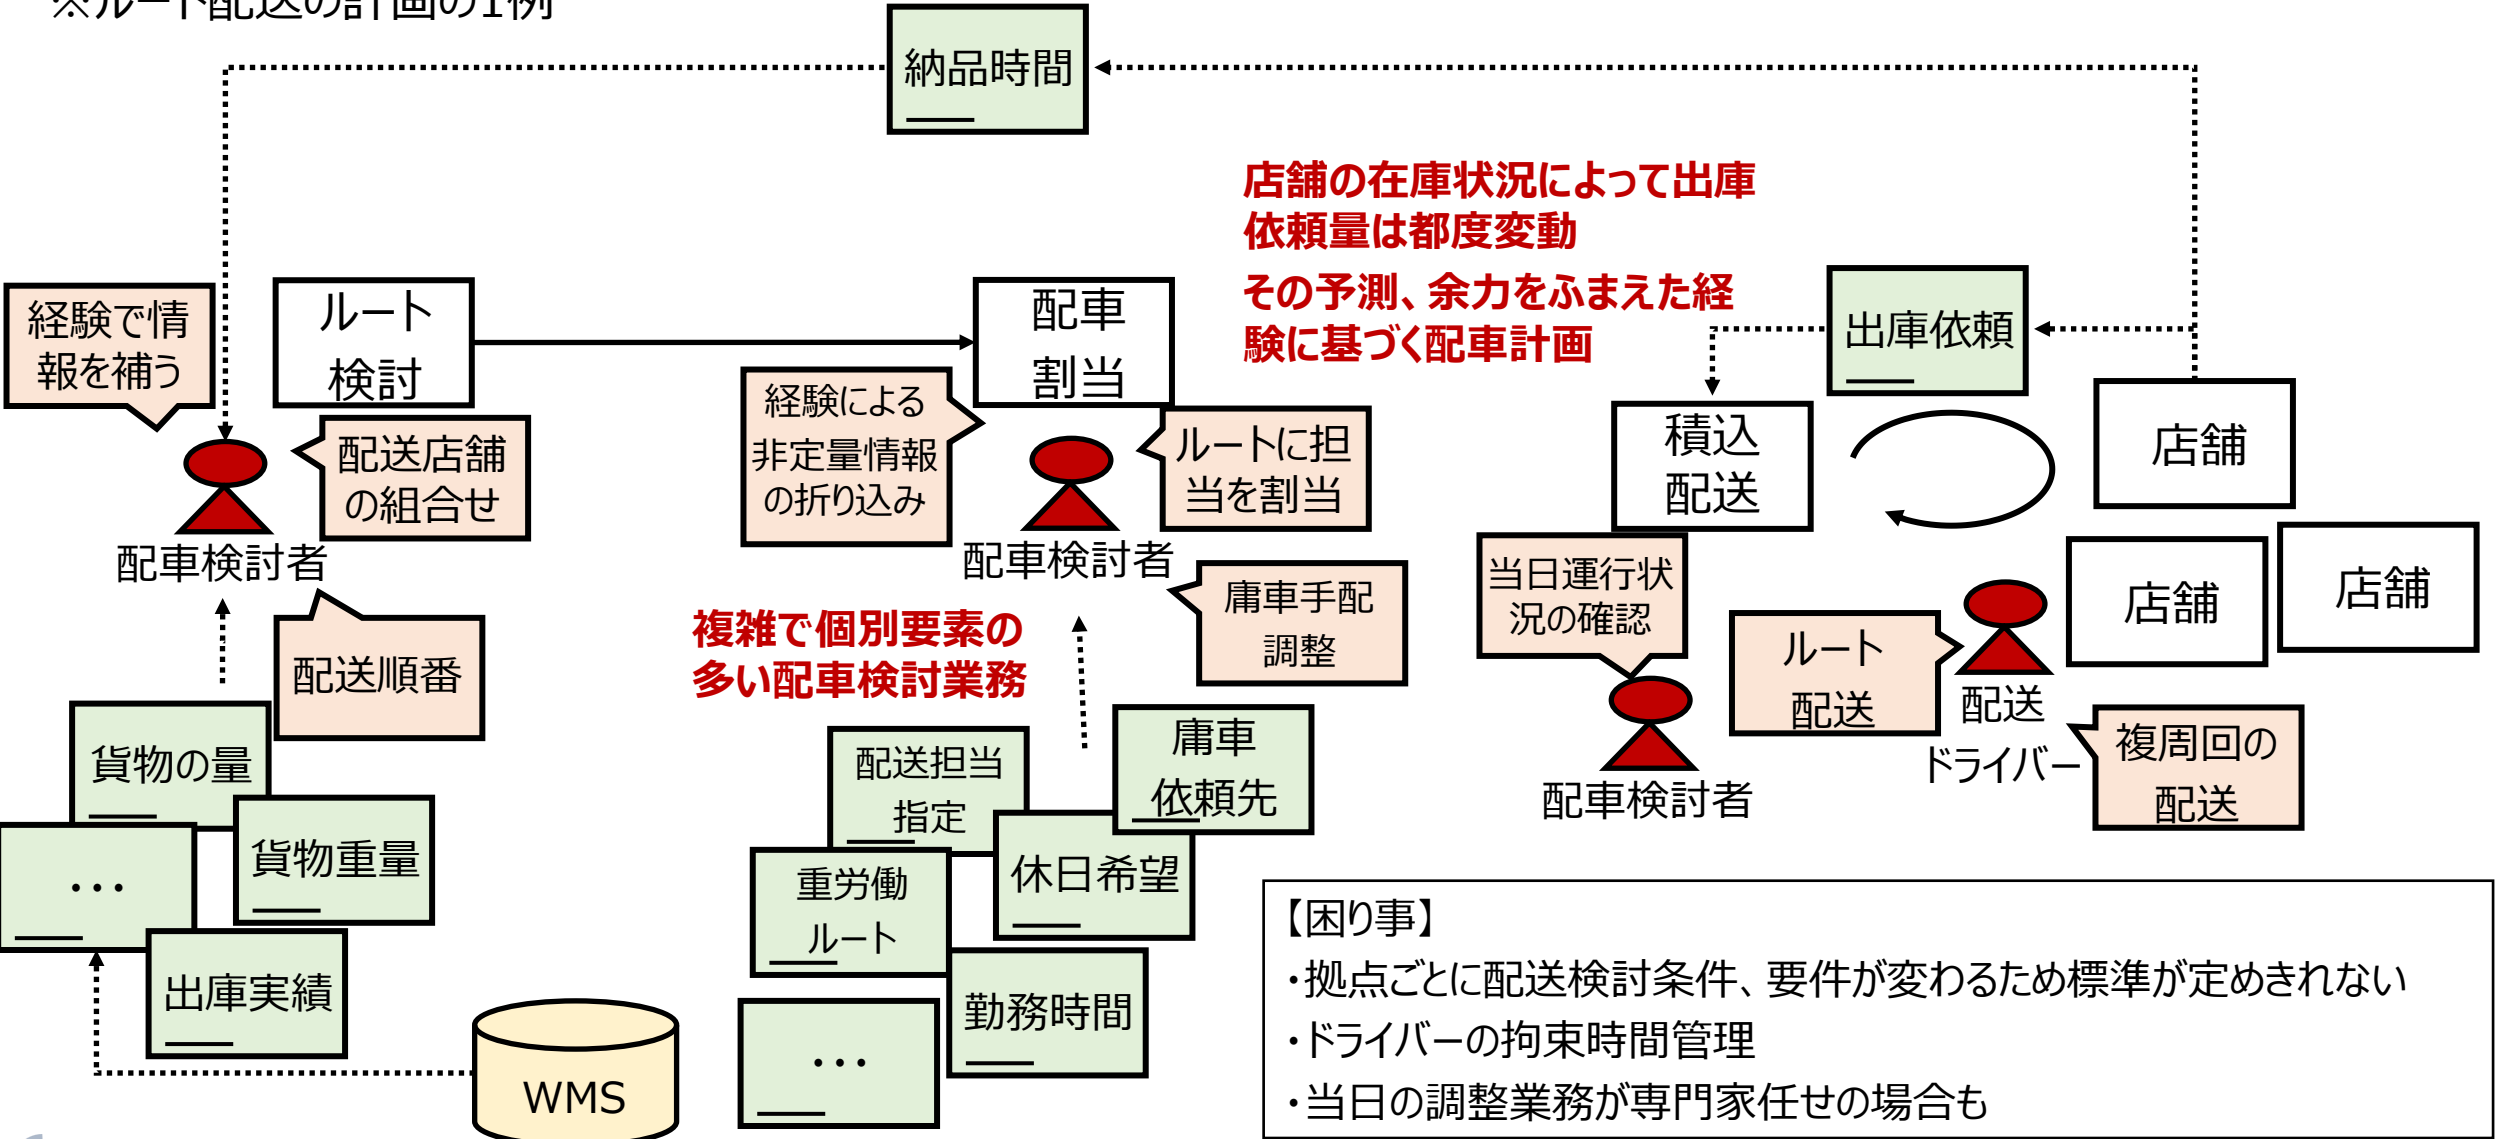 ※ルート配送の計画の1例
納品時間
店舗の在庫状況によって出庫
依頼量は都度変動
その予測、余力をふまえた経
験に基づく配車計画
経験で情
報を補う
ルート
検討
配送店舗
の組合せ
配車検討者
配送順番
貨物の量
貨物重量
・・・
出庫実績
WMS
配車
割当
経験による
非定量情報
の折り込み
ルートに担
当を割当
配車検討者
庸車手配
調整
複雑で個別要素の
多い配車検討業務
配送担当
指定
庸車
依頼先
重労働
ルート
休日希望
勤務時間
・・・
出庫依頼
積込
配送
店舗
店舗
店舗
当日運行状
況の確認
配車検討者
ルート
配送
配送
ドライバー
複周回の
配送
【困り事】
・拠点ごとに配送検討条件、要件が変わるため標準が定めきれない
・ドライバーの拘束時間管理
・当日の調整業務が専門家任せの場合も